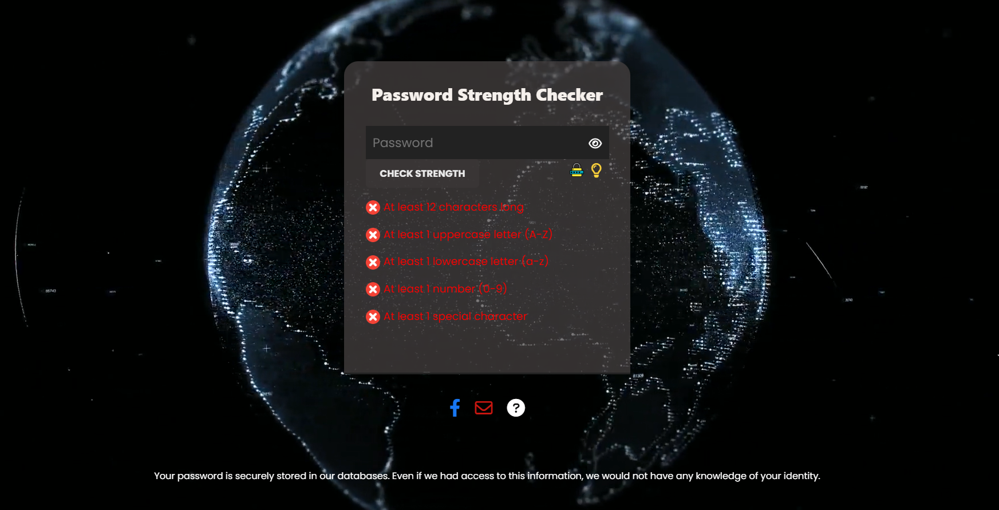 Password Strength Checker
Password
CHECK STRENGTH
At least 12 characters long
At least 1 uppercase letter (A-Z)
At least 1 lowercase letter (a-z)
At least 1 number (0-9)
At least 1 special character
?
Your password is securely stored in our databases. Even if we had access to this information, we would not have any knowledge of your identity.